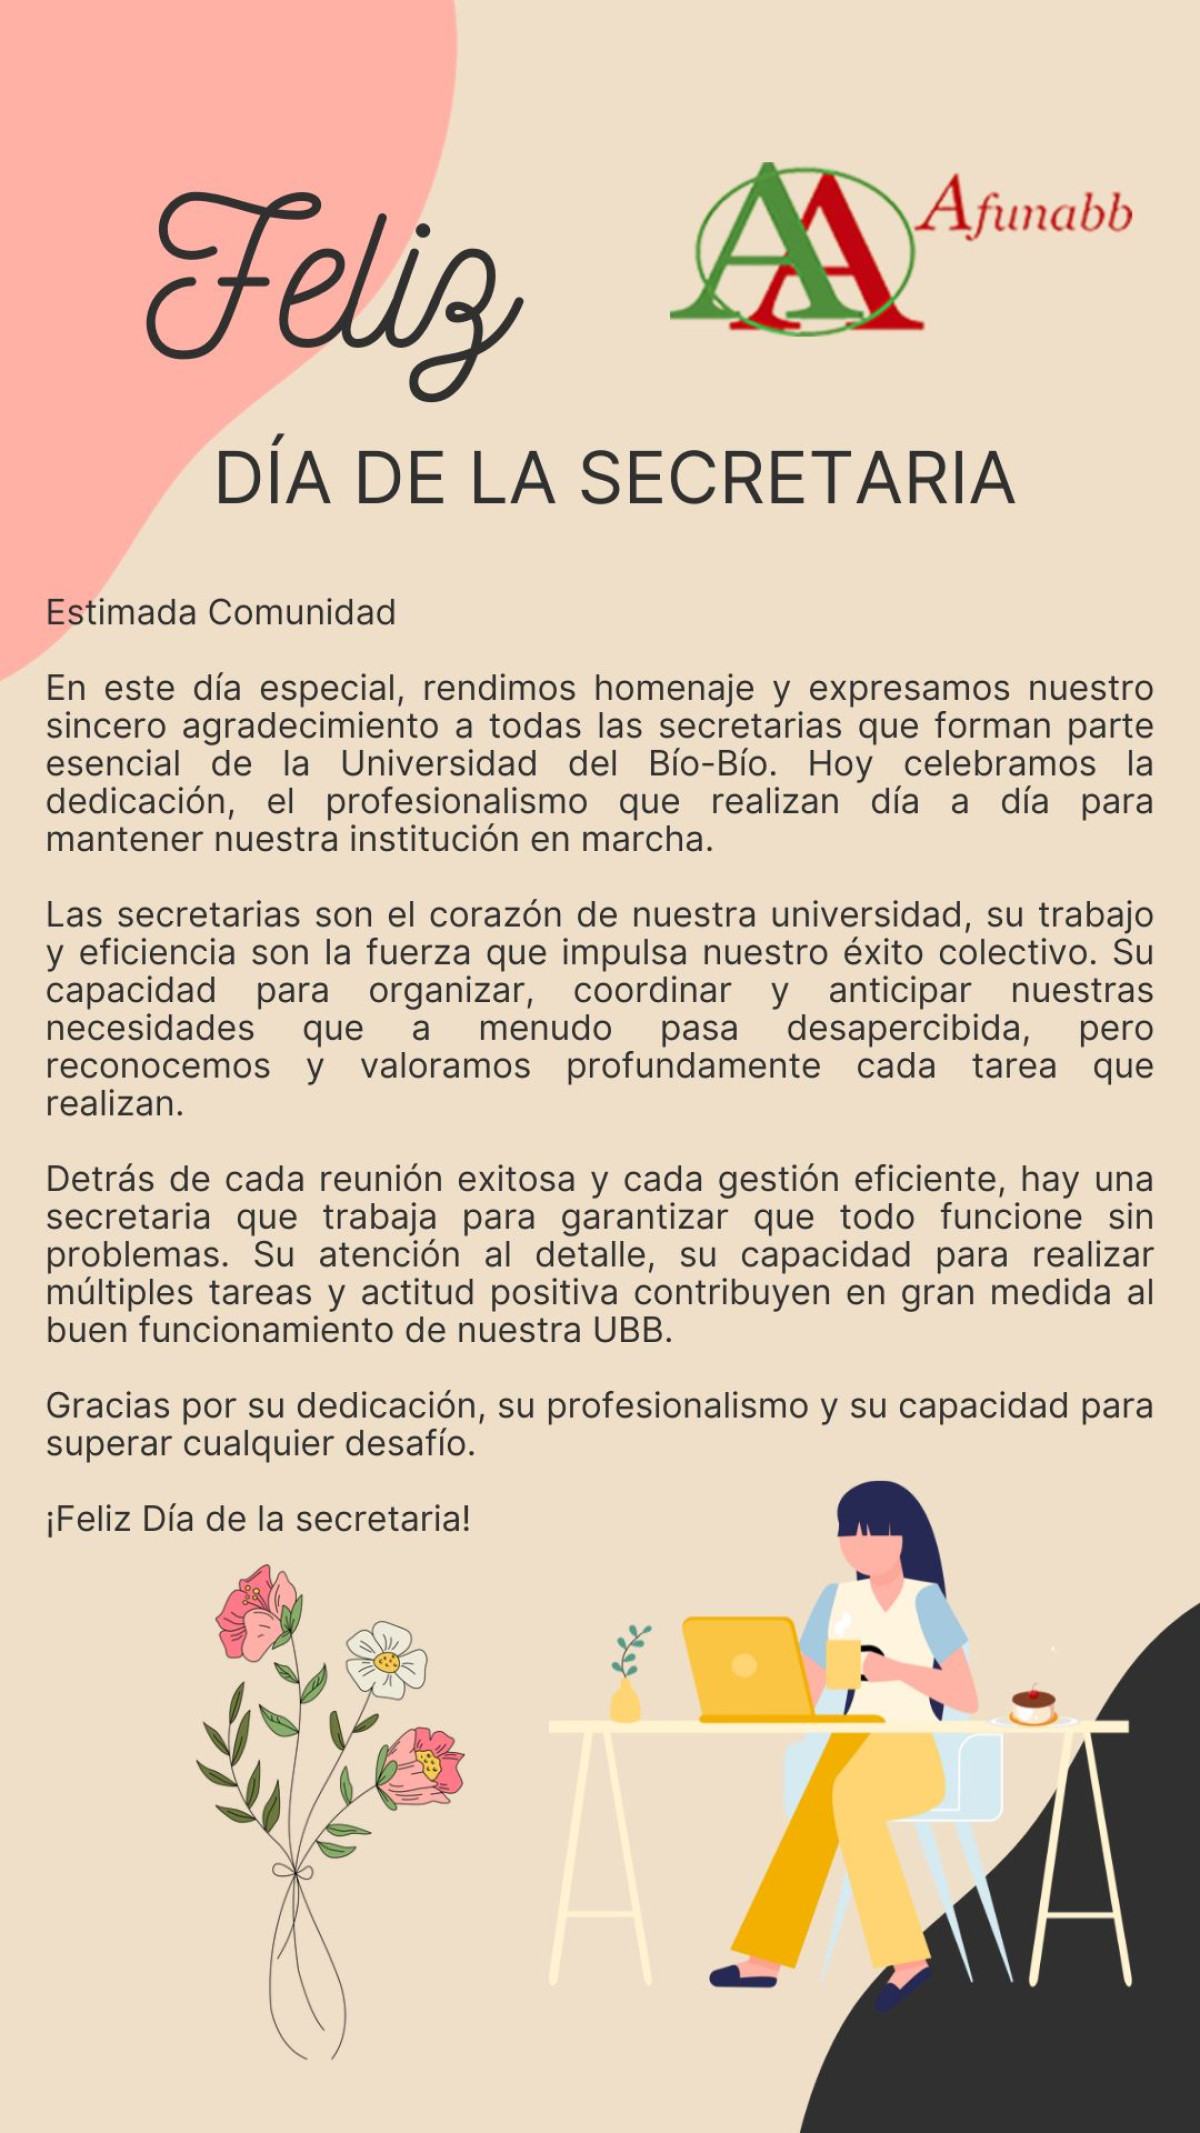 Feliz
Afunabb
DÍA DE LA SECRETARIA
Estimada Comunidad
En este día especial, rendimos homenaje y expresamos nuestro
sincero agradecimiento a todas las secretarias que forman parte
esencial de la Universidad del Bío-Bío. Hoy celebramos la
dedicación, el profesionalismo que realizan día a día para
mantener nuestra institución en marcha.
Las secretarias son el corazón de nuestra universidad, su trabajo
y eficiencia son la fuerza que impulsa nuestro éxito colectivo. Su
capacidad para organizar, coordinar y anticipar nuestras
necesidades que a menudo pasa desapercibida, pero
reconocemos y valoramos profundamente cada tarea que
realizan.
Detrás de cada reunión exitosa y cada gestión eficiente, hay una
secretaria que trabaja para garantizar que todo funcione sin
problemas. Su atención al detalle, su capacidad para realizar
múltiples tareas y actitud positiva contribuyen en gran medida al
buen funcionamiento de nuestra UBB.
Gracias por su dedicación, su profesionalismo y su capacidad para
superar cualquier desafío.
¡Feliz Día de la secretaria!